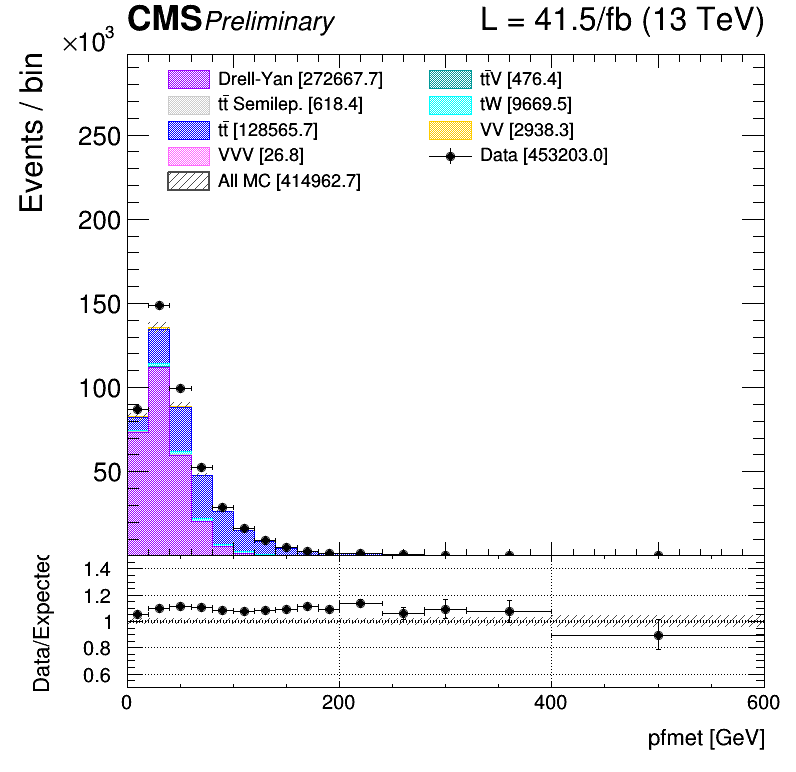 CMS Preliminary L = 41.5/fb (13 TeV)
×10³
Events / bin
Drell-Yan [272667.7]
tt̄ Semilep. [618.4]
tt̄ [128565.7]
VVV [26.8]
All MC [414962.7]
tt̄V [476.4]
tW [9669.5]
VV [2938.3]
Data [453203.0]
250
200
150
100
50
Data/Expected
1.4
1.2
1
0.8
0.6
0 200 400 600
pfmet [GeV]